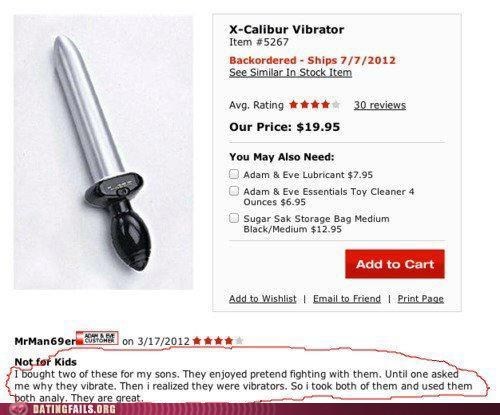 X-Calibur Vibrator
Item #5267
Backordered - Ships 7/7/2012
See Similar In Stock Item
Avg. Rating ★★★★★ 30 reviews
Our Price: $19.95
You May Also Need:
Adam & Eve Lubricant $7.95
Adam & Eve Essentials Toy Cleaner 4
Ounces $6.95
Sugar Sak Storage Bag Medium
Black/Medium $12.95
Add to Cart
Add to Wishlist | Email to Friend | Print Page
MrMan69er ADAM & EVE CUSTOMER on 3/17/2012 ★★★★★
Not for Kids
I bought two of these for my sons. They enjoyed pretend fighting with them. Until one asked
me why they vibrate. Then i realized they were vibrators. So i took both of them and used them
both analy. They are great.
DATINGFAILS.ORG